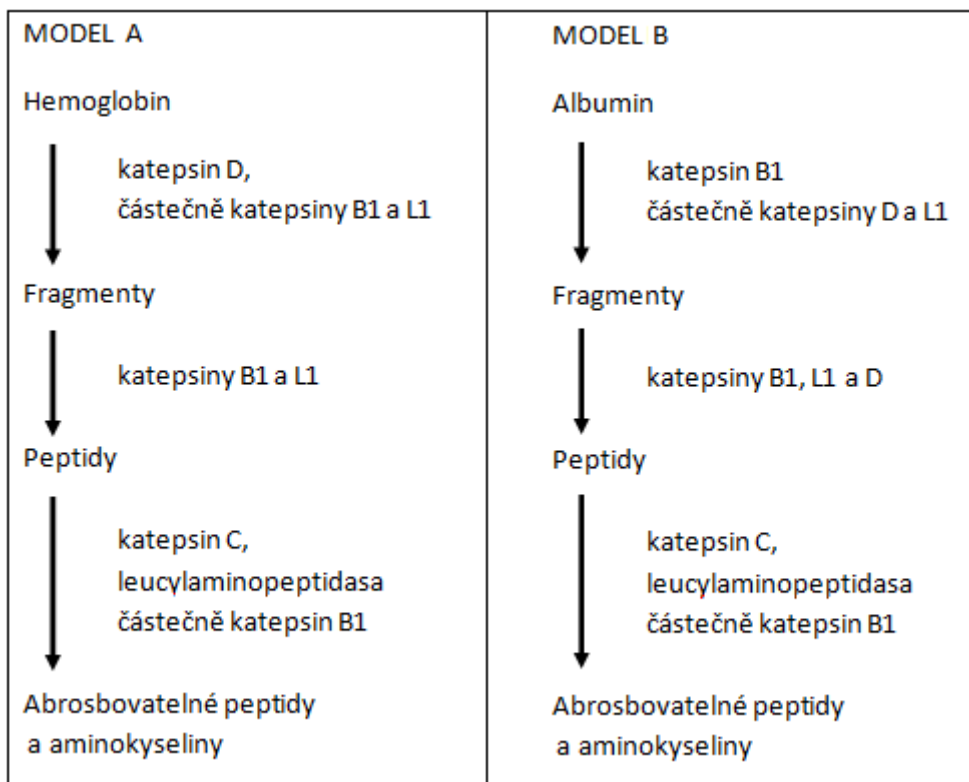 MODEL A
Hemoglobin
katepsin D,
částečně katepsiny B1 a L1
Fragmenty
katepsiny B1 a L1
Peptidy
katepsin C,
leucylaminopeptidasa
částečně katepsin B1
Abrosbovatelné peptidy
a aminokyseliny
MODEL B
Albumin
katepsin B1
částečně katepsiny D a L1
Fragmenty
katepsiny B1, L1 a D
Peptidy
katepsin C,
leucylaminopeptidasa
částečně katepsin B1
Abrosbovatelné peptidy
a aminokyseliny